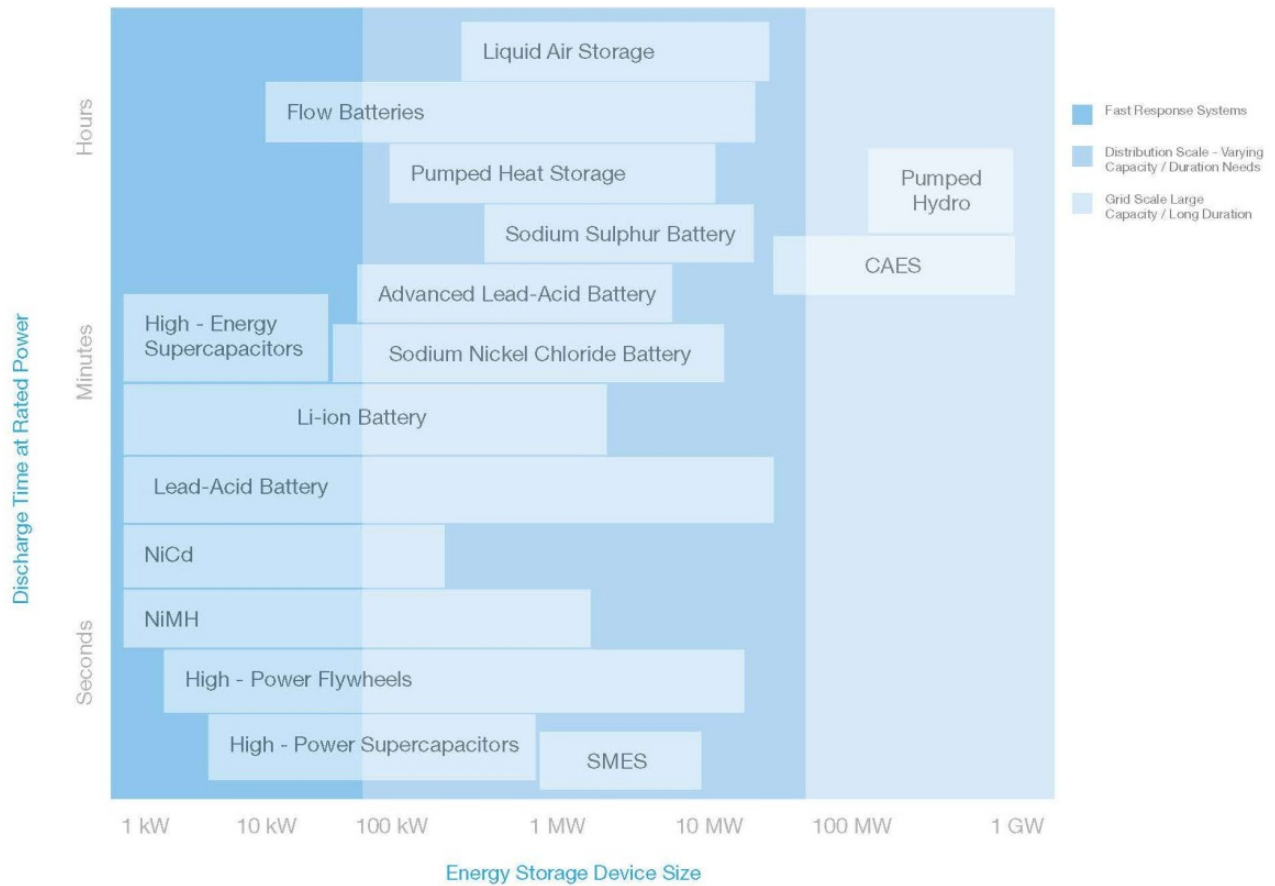 Liquid Air Storage
Flow Batteries
Pumped Heat Storage
Pumped
Hydro
Sodium Sulphur Battery
CAES
Advanced Lead-Acid Battery
High - Energy
Supercapacitors
Sodium Nickel Chloride Battery
Li-ion Battery
Lead-Acid Battery
NiCd
NiMH
High - Power Flywheels
High - Power Supercapacitors
SMES
Hours
Minutes
Seconds
Discharge Time at Rated Power
1 kW
10 kW
100 kW
1 MW
10 MW
100 MW
1 GW
Energy Storage Device Size
Fast Response Systems
Distribution Scale - Varying
Capacity / Duration Needs
Grid Scale Large
Capacity / Long Duration